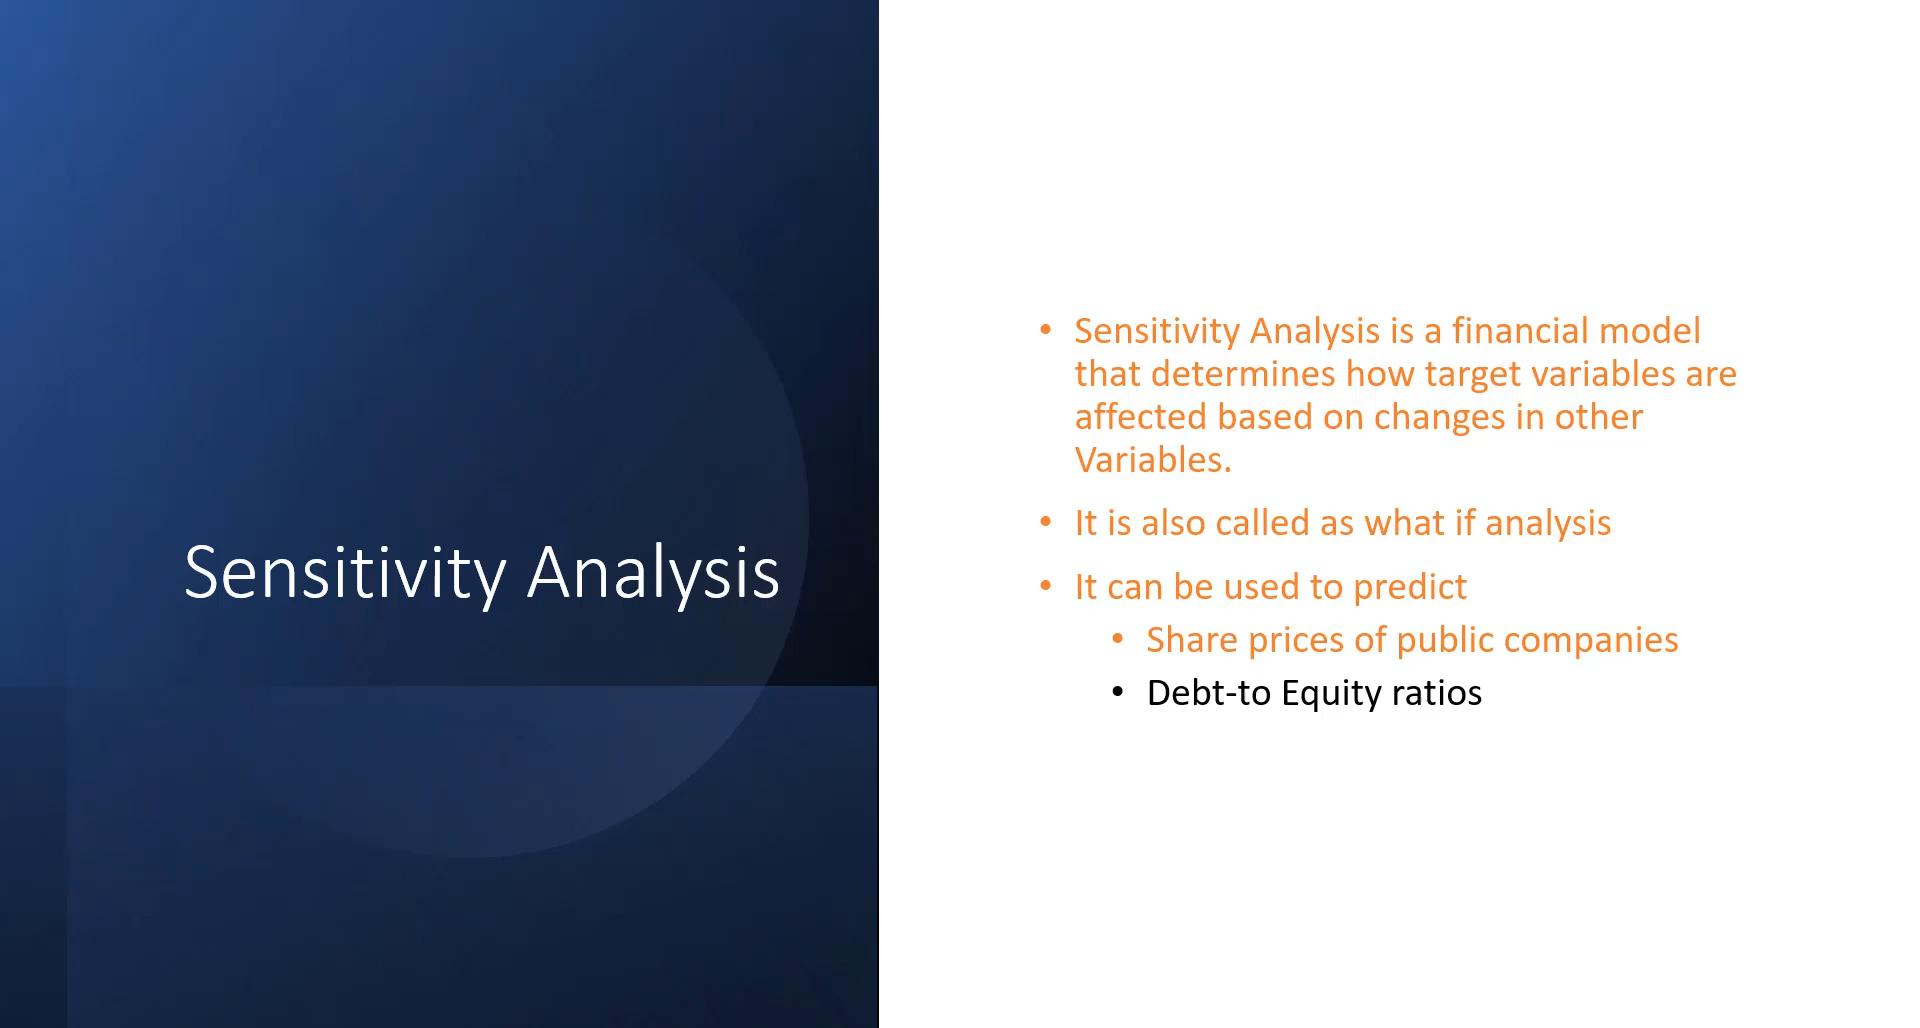 Sensitivity Analysis
• Sensitivity Analysis is a financial model
that determines how target variables are
affected based on changes in other
Variables.
• It is also called as what if analysis
• It can be used to predict
• Share prices of public companies
• Debt-to Equity ratios